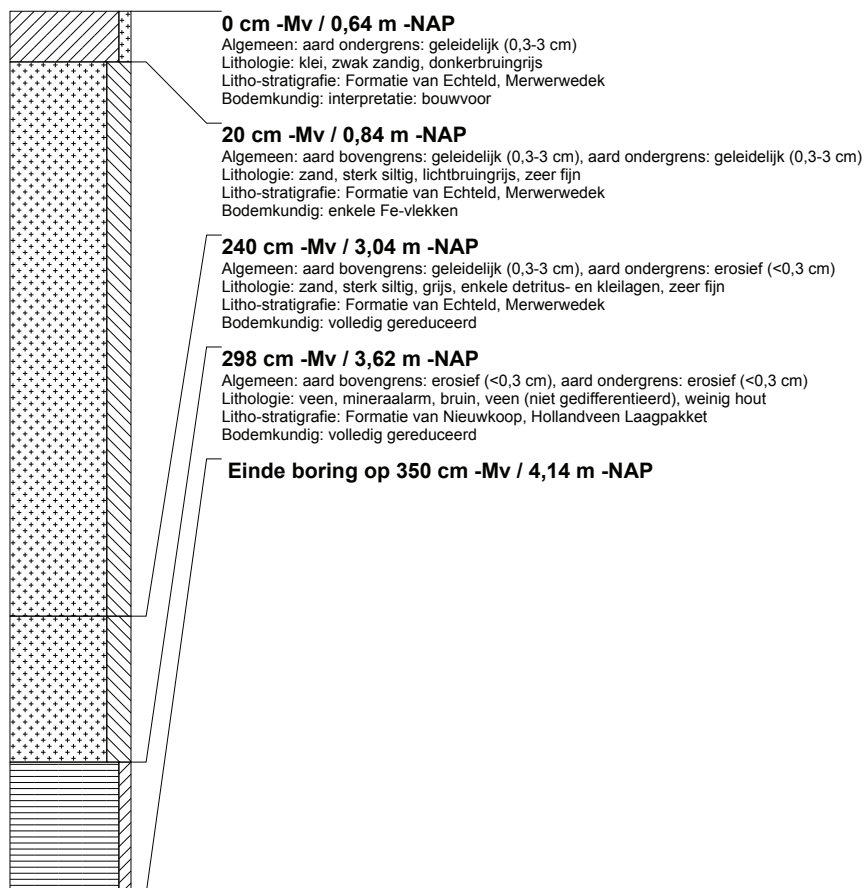 0 cm -Mv / 0,64 m -NAP
Algemeen: aard ondergrens: geleidelijk (0,3-3 cm)
Lithologie: klei, zwak zandig, donkerbruingrijs
Litho-stratigrafie: Formatie van Echteld, Merwerwedek
Bodemkundig: interpretatie: bouwvoor
20 cm -Mv / 0,84 m -NAP
Algemeen: aard bovengrens: geleidelijk (0,3-3 cm), aard ondergrens: geleidelijk (0,3-3 cm)
Lithologie: zand, sterk siltig, lichtbruingrijs, zeer fijn
Litho-stratigrafie: Formatie van Echteld, Merwerwedek
Bodemkundig: enkele Fe-vlekken
240 cm -Mv / 3,04 m -NAP
Algemeen: aard bovengrens: geleidelijk (0,3-3 cm), aard ondergrens: erosief (<0,3 cm)
Lithologie: zand, sterk siltig, grijs, enkele detritus- en kleilagen, zeer fijn
Litho-stratigrafie: Formatie van Echteld, Merwerwedek
Bodemkundig: volledig gereduceerd
298 cm -Mv / 3,62 m -NAP
Algemeen: aard bovengrens: erosief (<0,3 cm), aard ondergrens: erosief (<0,3 cm)
Lithologie: veen, mineraalarm, bruin, veen (niet gedifferentieerd), weinig hout
Litho-stratigrafie: Formatie van Nieuwkoop, Hollandveen Laagpakket
Bodemkundig: volledig gereduceerd
Einde boring op 350 cm -Mv / 4,14 m -NAP